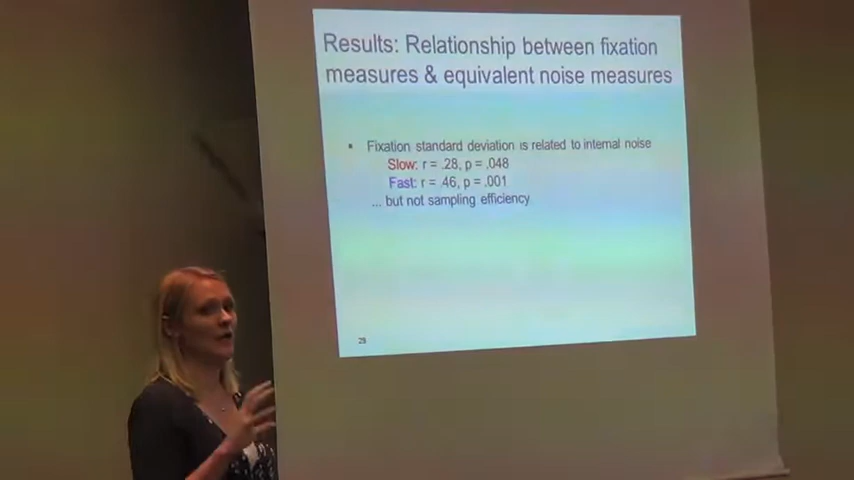 Results: Relationship between fixation
measures & equivalent noise measures
▪ Fixation standard deviation is related to internal noise
Slow: r = .28, p = .048
Fast: r = .46, p = .001
... but not sampling efficiency